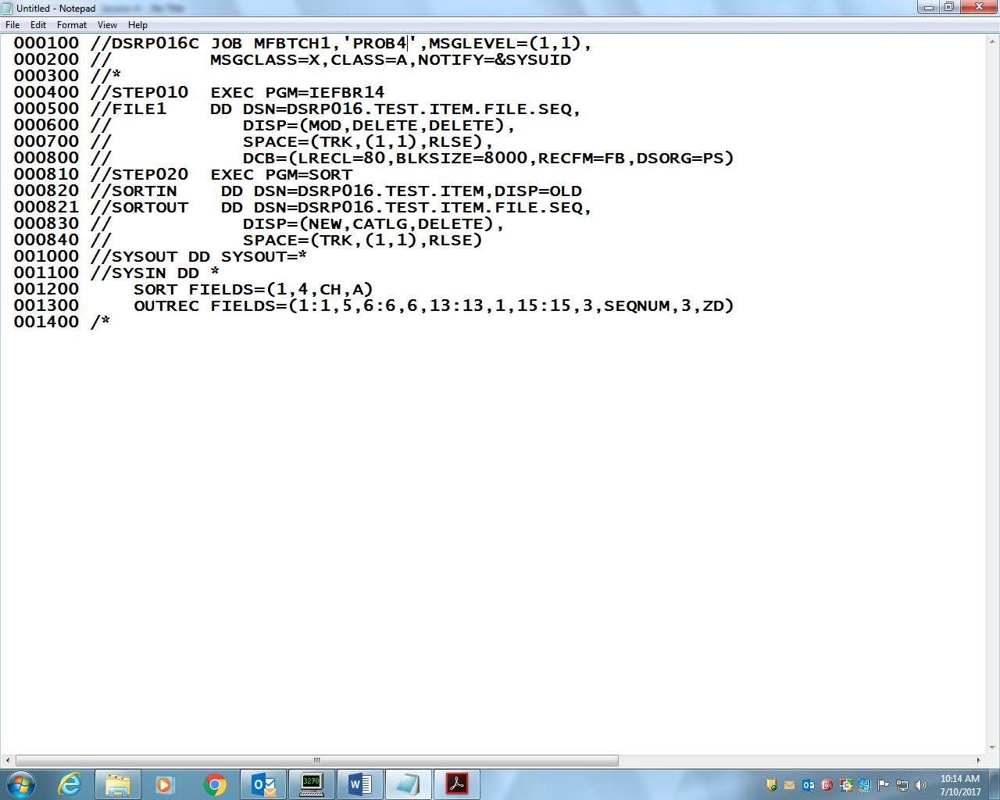 Untitled - Notepad
File Edit Format View Help
000100 //DSRP016C JOB MFBTCH1,'PROB4',MSGLEVEL=(1,1),
000200 //         MSGCLASS=X,CLASS=A,NOTIFY=&SYSUID
000300 //*
000400 //STEP010  EXEC PGM=IEFBR14
000500 //FILE1    DD DSN=DSRP016.TEST.ITEM.FILE.SEQ,
000600 //            DISP=(MOD,DELETE,DELETE),
000700 //            SPACE=(TRK,(1,1),RLSE),
000800 //            DCB=(LRECL=80,BLKSIZE=8000,RECFM=FB,DSORG=PS)
000810 //STEP020  EXEC PGM=SORT
000820 //SORTIN    DD DSN=DSRP016.TEST.ITEM,DISP=OLD
000821 //SORTOUT   DD DSN=DSRP016.TEST.ITEM.FILE.SEQ,
000830 //            DISP=(NEW,CATLG,DELETE),
000840 //            SPACE=(TRK,(1,1),RLSE)
001000 //SYSOUT DD SYSOUT=*
001100 //SYSIN DD *
001200     SORT FIELDS=(1,4,CH,A)
001300     OUTREC FIELDS=(1:1,5,6:6,6,13:13,1,15:15,3,SEQNUM,3,ZD)
001400 /*
3270
10:14 AM
7/10/2017